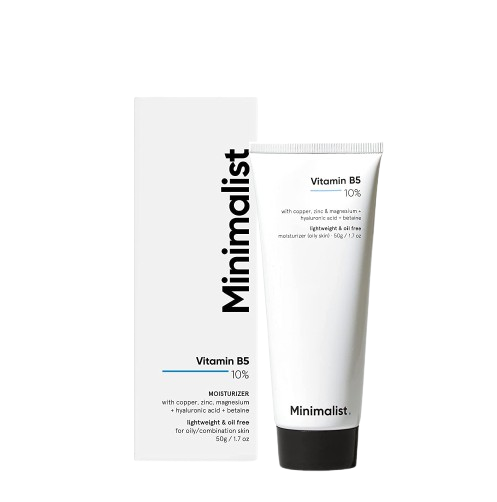 Minimalist
Vitamin B5
10%
MOISTURIZER
with copper, zinc, magnesium
+ hyaluronic acid + betaine
lightweight & oil free
for oily/combination skin
50g / 1.7 oz
Vitamin B5
10%
with copper, zinc & magnesium +
hyaluronic acid + betaine
lightweight & oil free
moisturizer (oily skin) · 50g / 1.7 oz
Minimalist.